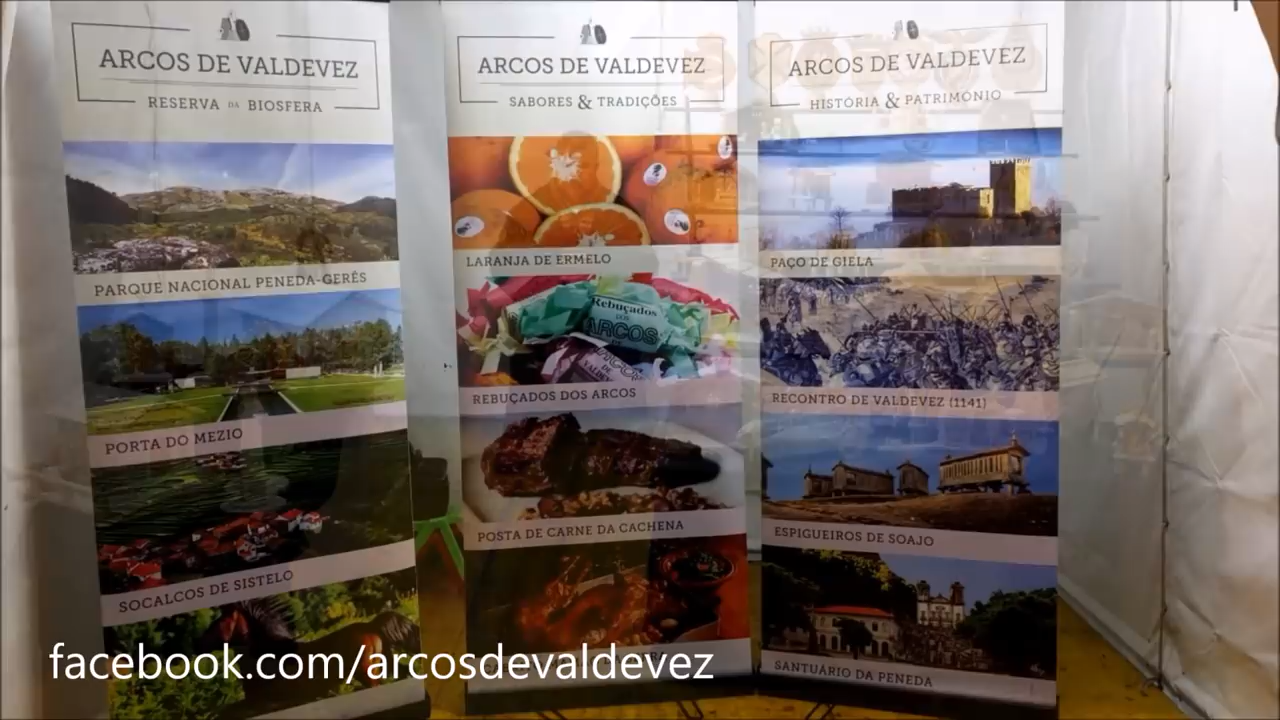 ARCOS DE VALDEVEZ
RESERVA DA BIOSFERA
PARQUE NACIONAL PENEDA-GERÊS
PORTA DO MEZIO
SOCALCOS DE SISTELO
ARCOS DE VALDEVEZ
SABORES & TRADIÇÕES
LARANJA DE ERMELO
Rebuçados
DOS
ARCOS
REBUÇADOS DOS ARCOS
POSTA DE CARNE DA CACHENA
ARCOS DE VALDEVEZ
HISTÓRIA & PATRIMÓNIO
PAÇO DE GIELA
RECONTRO DE VALDEVEZ (1141)
ESPIGUEIROS DE SOAJO
SANTUÁRIO DA PENEDA
facebook.com/arcosdevaldevez